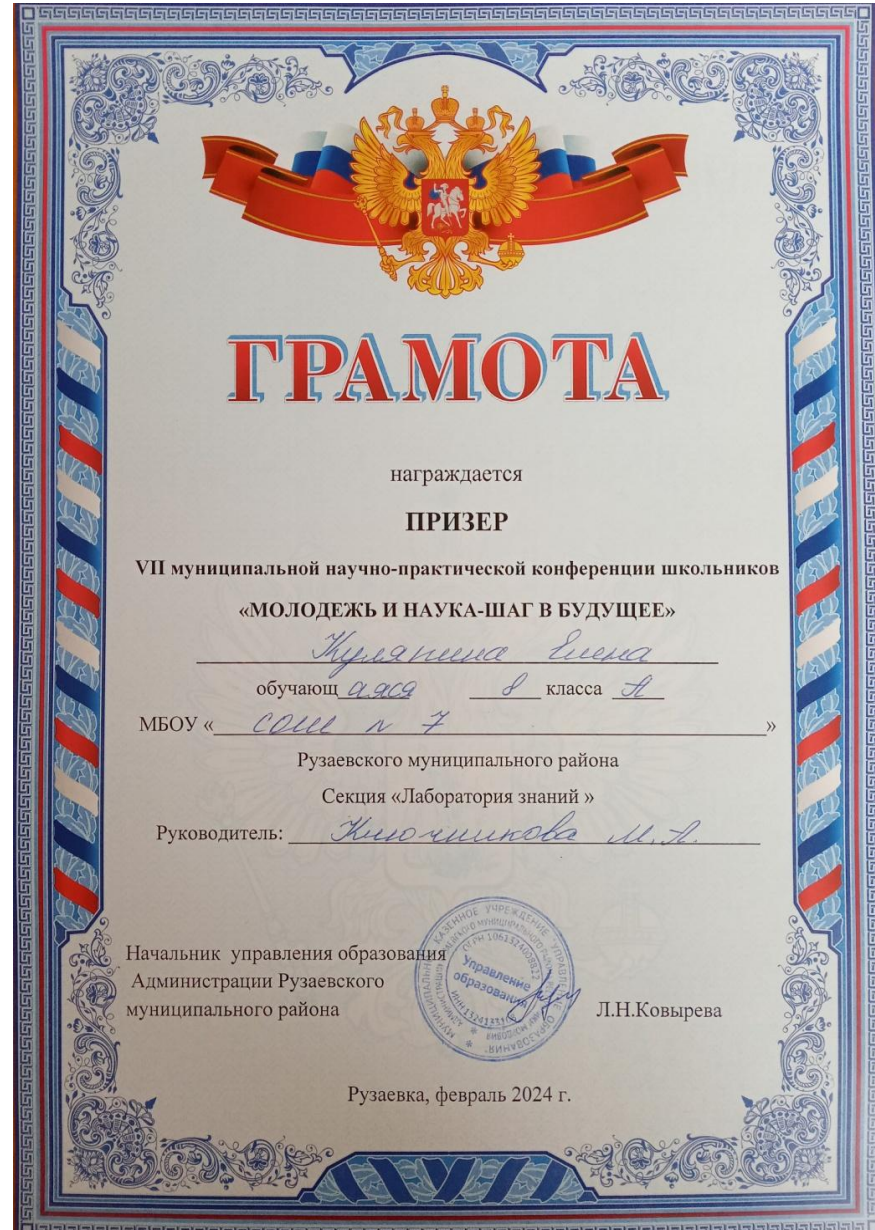 ГРАМОТА
награждается
ПРИЗЕР
VII муниципальной научно-практической конференции школьников
«МОЛОДЕЖЬ И НАУКА-ШАГ В БУДУЩЕЕ»
Кулягина Елена
обучающ аяся 8 класса А
МБОУ « СОШ № 7 »
Рузаевского муниципального района
Секция «Лаборатория знаний »
Руководитель: Ключникова М.А.
Начальник управления образования
Администрации Рузаевского
муниципального района Л.Н.Ковырева
Управление
образования
Рузаевка, февраль 2024 г.